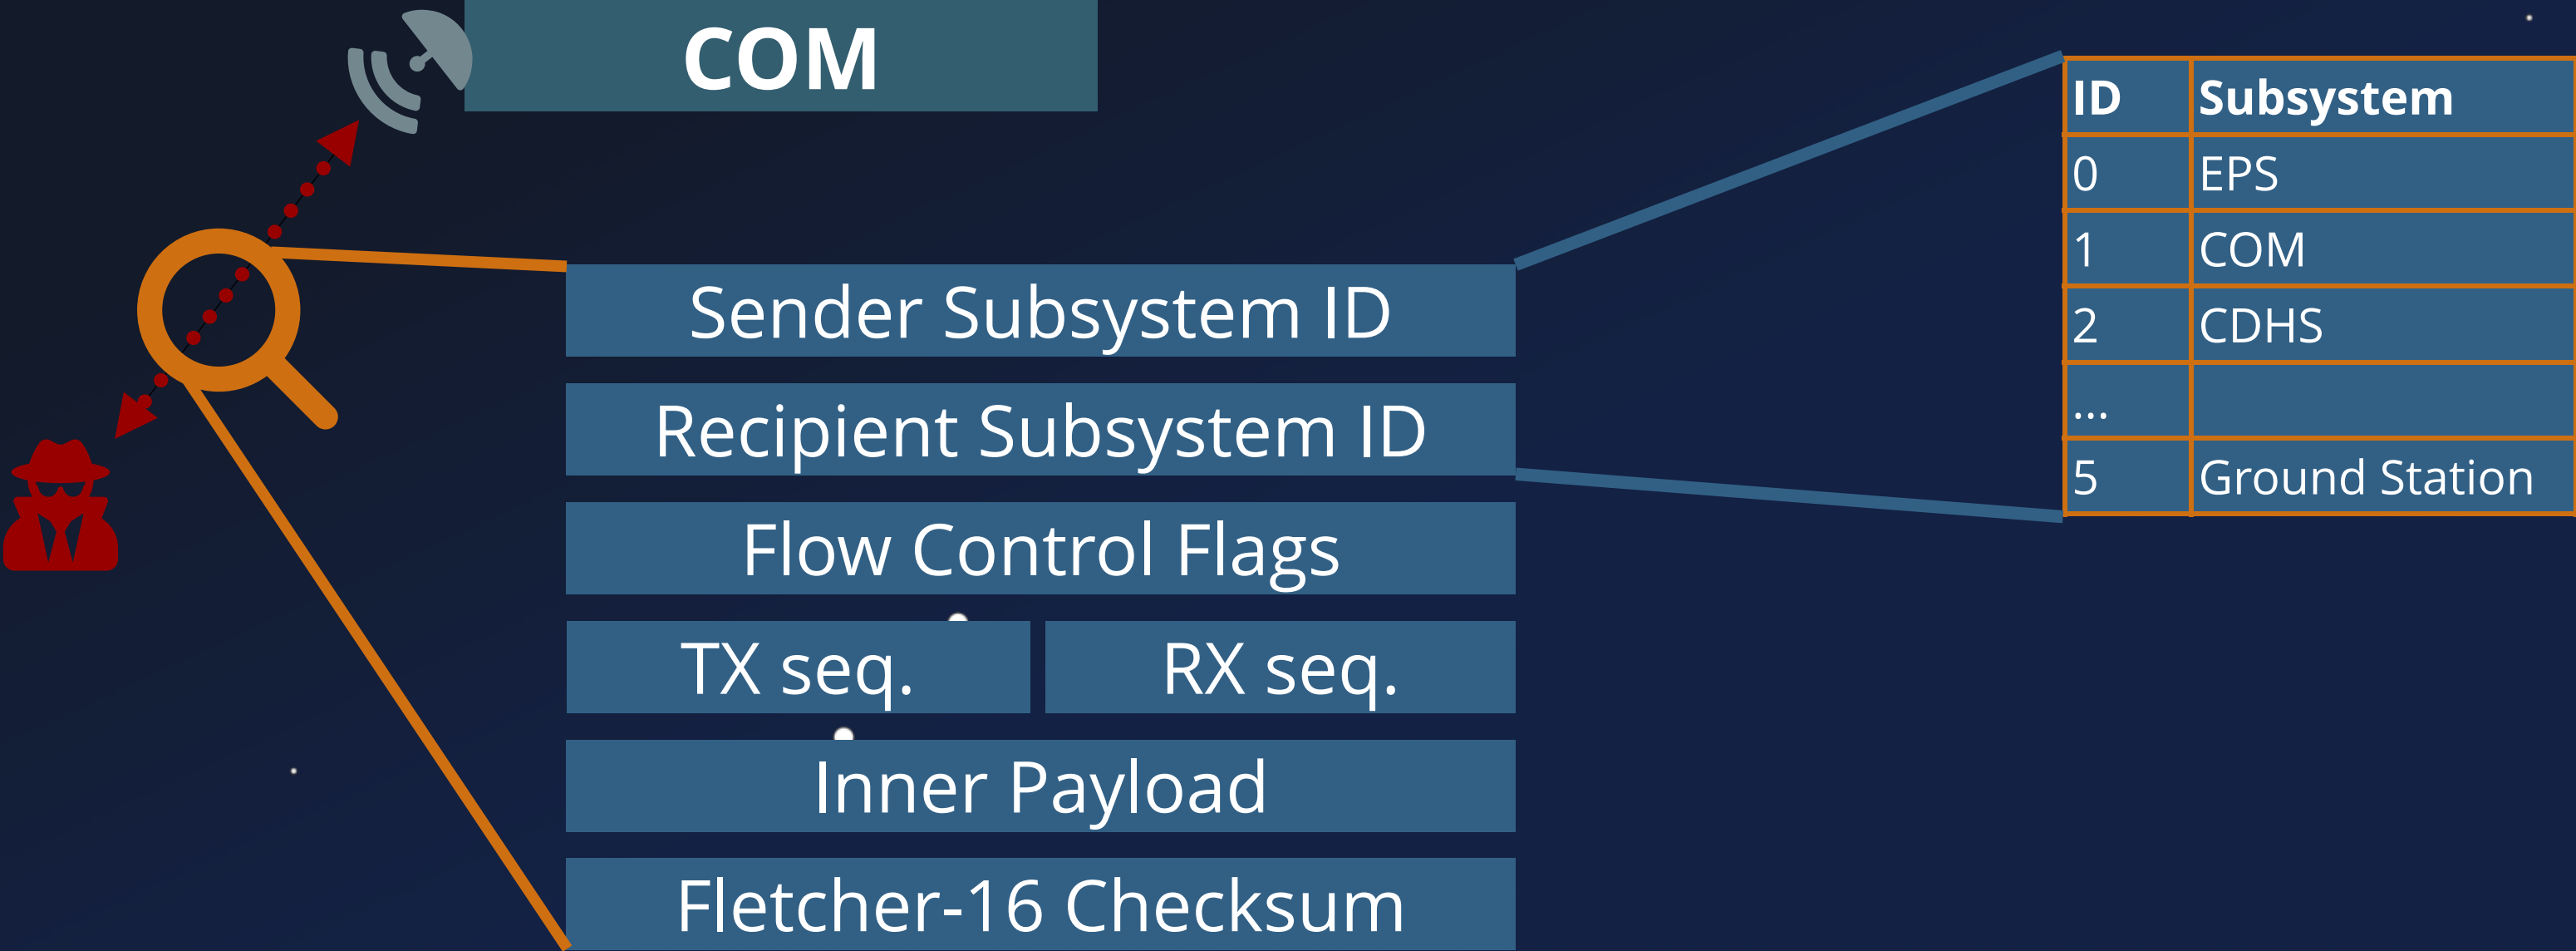 COM
Sender Subsystem ID
Recipient Subsystem ID
Flow Control Flags
TX seq. RX seq.
Inner Payload
Fletcher-16 Checksum
ID Subsystem
0 EPS
1 COM
2 CDHS
...
5 Ground Station